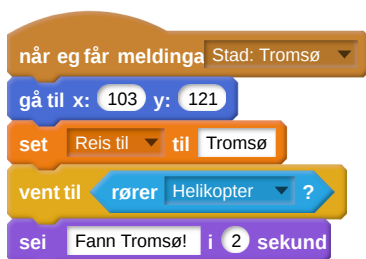 når eg får meldinga Stad: Tromsø
gå til x: 103 y: 121
set Reis til til Tromsø
vent til rører Helikopter ?
sei Fann Tromsø! i 2 sekund